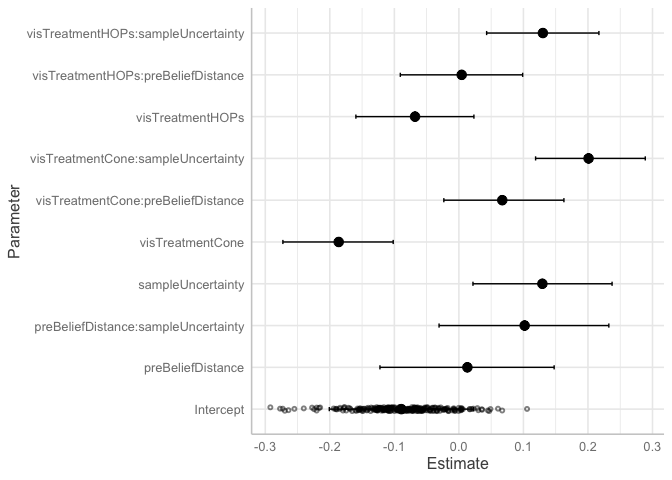 visTreatmentHOPs:sampleUncertainty
visTreatmentHOPs:preBeliefDistance
visTreatmentHOPs
visTreatmentCone:sampleUncertainty
visTreatmentCone:preBeliefDistance
visTreatmentCone
sampleUncertainty
preBeliefDistance:sampleUncertainty
preBeliefDistance
Intercept
Parameter
-0.3 -0.2 -0.1 0.0 0.1 0.2 0.3
Estimate